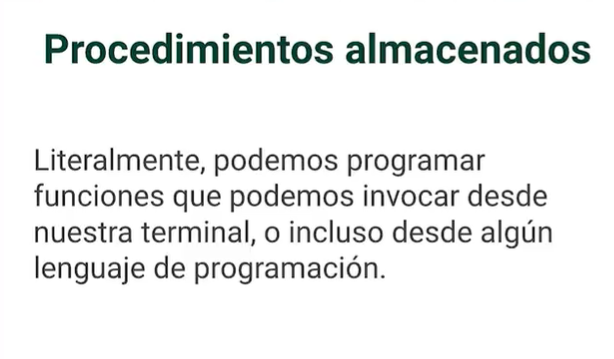 Procedimientos almacenados
Literalmente, podemos programar
funciones que podemos invocar desde
nuestra terminal, o incluso desde algún
lenguaje de programación.